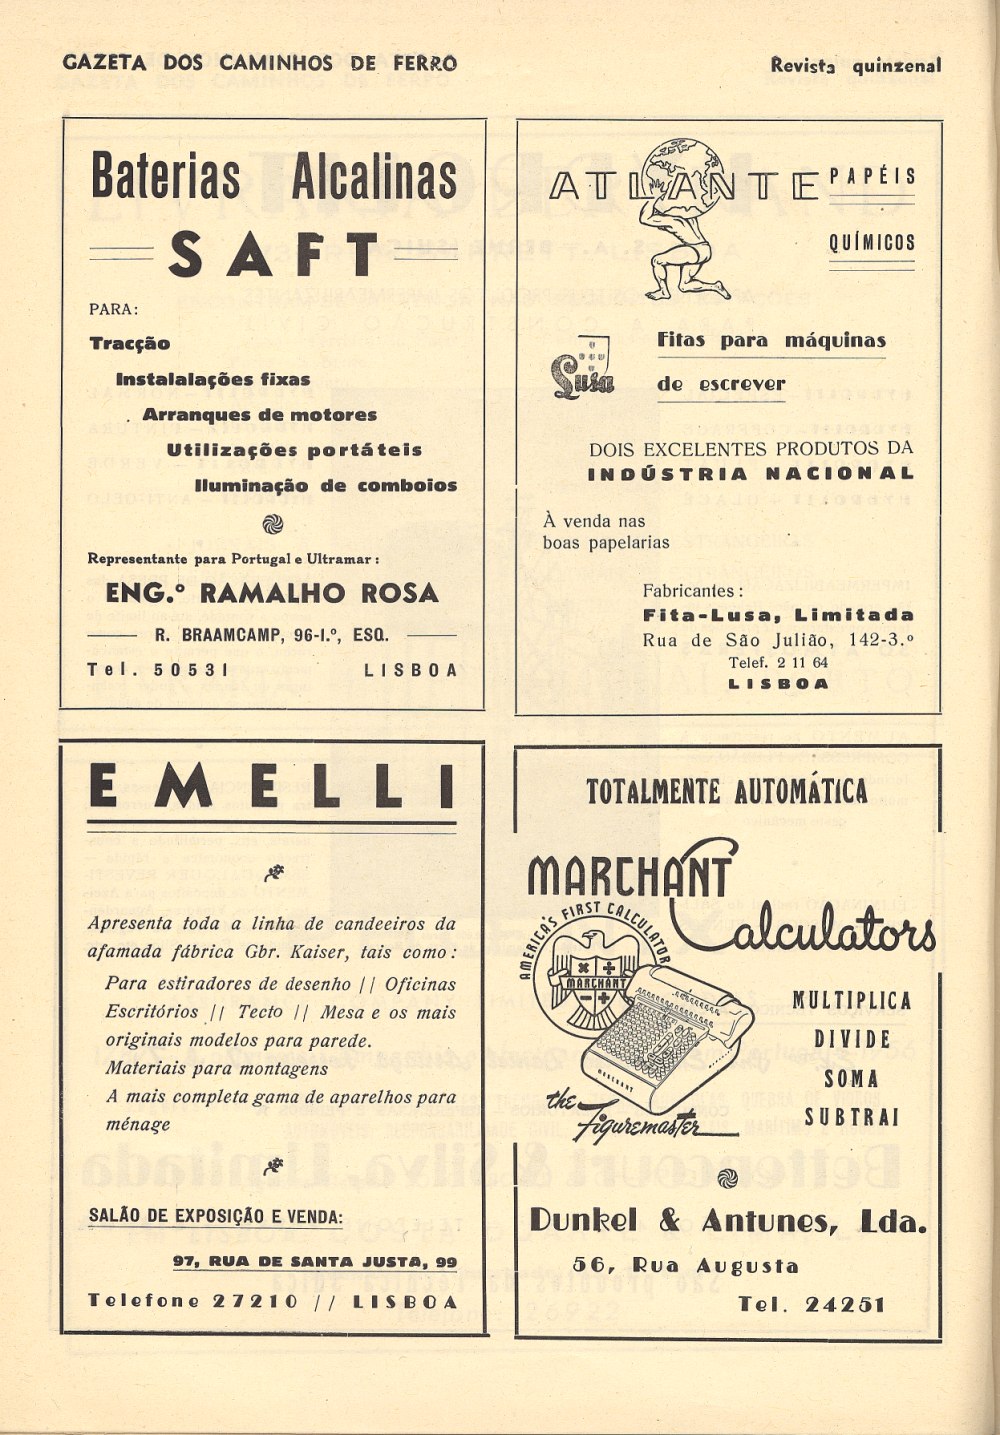 GAZETA DOS CAMINHOS DE FERRO
Revista quinzenal
Baterias Alcalinas
SAFT
PARA:
Tracção
Instalalações fixas
Arranques de motores
Utilizações portáteis
Iluminação de comboios
Representante para Portugal e Ultramar:
ENG.º RAMALHO ROSA
R. BRAAMCAMP, 96-I.º, ESQ.
Tel. 50531 LISBOA
ATLANTE
PAPÉIS
QUÍMICOS
Lusa
Fitas para máquinas
de escrever
DOIS EXCELENTES PRODUTOS DA
INDÚSTRIA NACIONAL
À venda nas
boas papelarias
Fabricantes:
Fita-Lusa, Limitada
Rua de São Julião, 142-3.º
Telef. 2 11 64
LISBOA
EMELLI
Apresenta toda a linha de candeeiros da
afamada fábrica Gbr. Kaiser, tais como:
Para estiradores de desenho // Oficinas
Escritórios // Tecto // Mesa e os mais
originais modelos para parede.
Materiais para montagens
A mais completa gama de aparelhos para
ménage
SALÃO DE EXPOSIÇÃO E VENDA:
97, RUA DE SANTA JUSTA, 99
Telefone 27210 // LISBOA
TOTALMENTE AUTOMÁTICA
MARCHANT
Calculators
AMERICA'S FIRST CALCULATOR
MARCHANT
MARCHANT
the
Figuremaster
MULTIPLICA
DIVIDE
SOMA
SUBTRAI
Dunkel & Antunes, Lda.
56, Rua Augusta
Tel. 24251